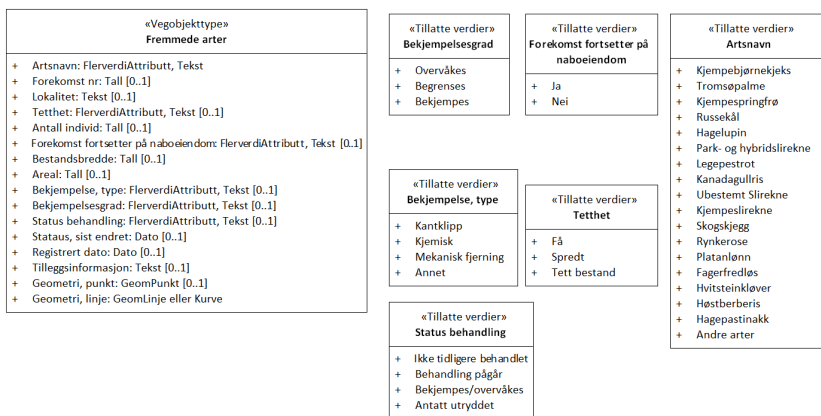 «Vegobjekttype»
Fremmede arter
+ Artsnavn: FlerverdiAttributt, Tekst
+ Forekomst nr: Tall [0..1]
+ Lokalitet: Tekst [0..1]
+ Tetthet: FlerverdiAttributt, Tekst [0..1]
+ Antall individ: Tall [0..1]
+ Forekomst fortsetter på naboeiendom: FlerverdiAttributt, Tekst [0..1]
+ Bestandsbredde: Tall [0..1]
+ Areal: Tall [0..1]
+ Bekjempelse, type: FlerverdiAttributt, Tekst [0..1]
+ Bekjempelsesgrad: FlerverdiAttributt, Tekst [0..1]
+ Status behandling: FlerverdiAttributt, Tekst [0..1]
+ Stataus, sist endret: Dato [0..1]
+ Registrert dato: Dato [0..1]
+ Tilleggsinformasjon: Tekst [0..1]
+ Geometri, punkt: GeomPunkt [0..1]
+ Geometri, linje: GeomLinje eller Kurve
«Tillatte verdier»
Bekjempelsesgrad
+ Overvåkes
+ Begrenses
+ Bekjempes
«Tillatte verdier»
Forekomst fortsetter på
naboeiendom
+ Ja
+ Nei
«Tillatte verdier»
Bekjempelse, type
+ Kantklipp
+ Kjemisk
+ Mekanisk fjerning
+ Annet
«Tillatte verdier»
Tetthet
+ Få
+ Spredt
+ Tett bestand
«Tillatte verdier»
Status behandling
+ Ikke tidligere behandlet
+ Behandling pågår
+ Bekjempes/overvåkes
+ Antatt utryddet
«Tillatte verdier»
Artsnavn
+ Kjempebjørnekjeks
+ Tromsøpalme
+ Kjempespringfrø
+ Russekål
+ Hagelupin
+ Park- og hybridslirekne
+ Legepestrot
+ Kanadagullris
+ Ubestemt Slirekne
+ Kjempeslirekne
+ Skogskjegg
+ Rynkerose
+ Platanlønn
+ Fagerfredløs
+ Hvitsteinkløver
+ Høstberberis
+ Hagepastinakk
+ Andre arter